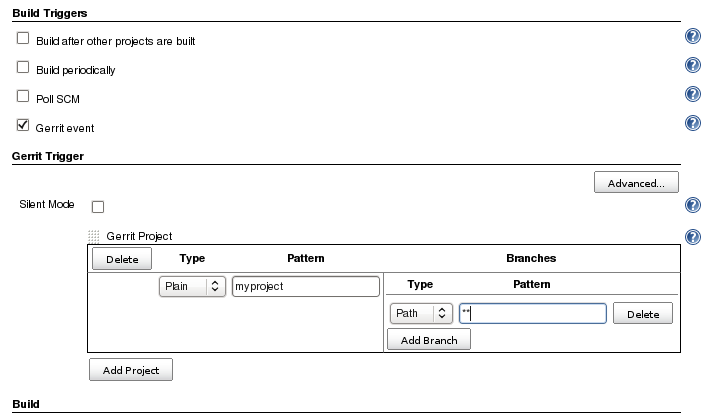 Build Triggers
Build after other projects are built
Build periodically
Poll SCM
Gerrit event
Gerrit Trigger
Advanced...
Silent Mode
Gerrit Project
Delete Type Pattern Branches
Plain myproject
Type Pattern
Path ** Delete
Add Branch
Add Project
Build